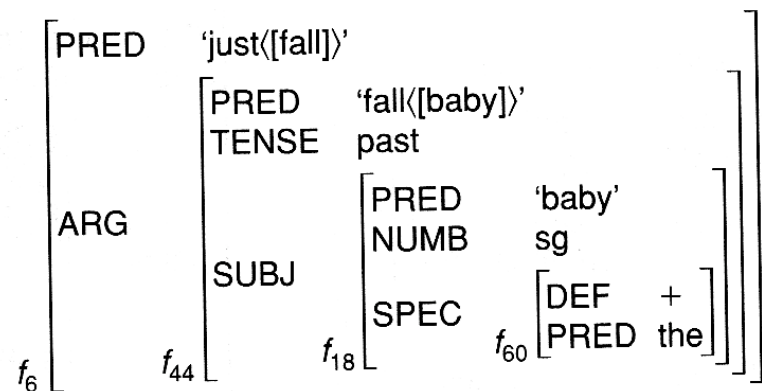 PRED ‘just⟨[fall]⟩’
PRED ‘fall⟨[baby]⟩’
TENSE past
PRED ‘baby’
ARG NUMB sg
SUBJ DEF +
SPEC
f6 f44 f18 f60 PRED the